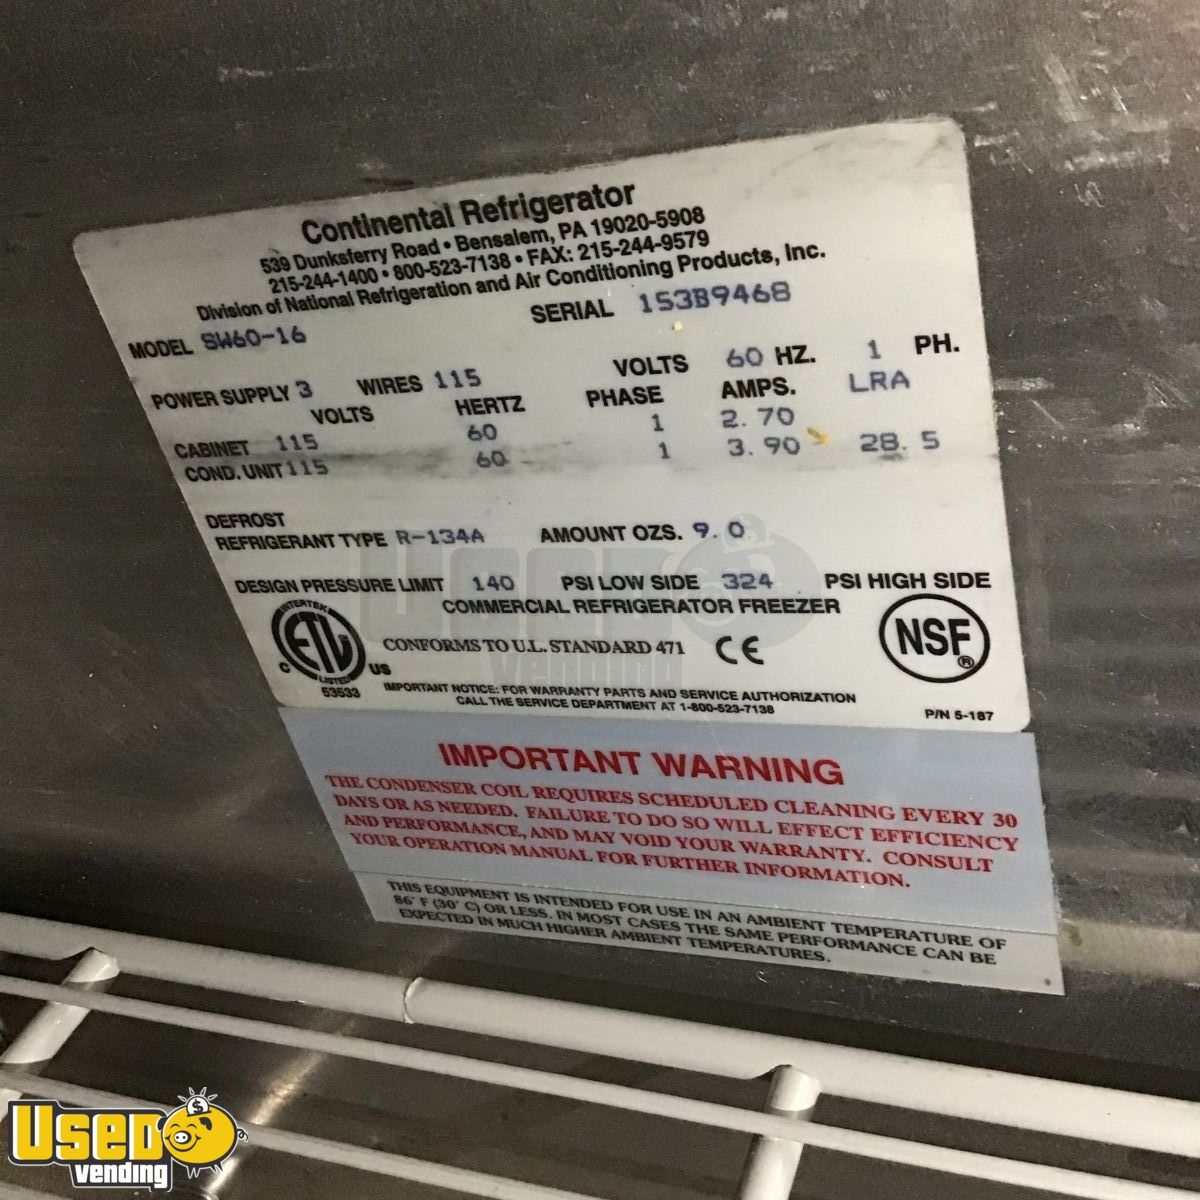 Continental Refrigerator
539 Dunksferry Road • Bensalem, PA 19020-5908
215-244-1400 • 800-523-7138 • FAX: 215-244-9579
Division of National Refrigeration and Air Conditioning Products, Inc.
MODEL SW60-16 SERIAL 153B9468
POWER SUPPLY 3 WIRES 115 VOLTS 60 HZ. 1 PH.
VOLTS HERTZ PHASE AMPS. LRA
CABINET 115 60 1 2.70
COND. UNIT 115 60 1 3.90 28.5
DEFROST
REFRIGERANT TYPE R-134A AMOUNT OZS. 9.0
DESIGN PRESSURE LIMIT 140 PSI LOW SIDE 324 PSI HIGH SIDE
COMMERCIAL REFRIGERATOR FREEZER
INTERTEK
ETL
LISTED
C US
53533
CONFORMS TO U.L. STANDARD 471 CE
NSF®
IMPORTANT NOTICE: FOR WARRANTY PARTS AND SERVICE AUTHORIZATION
CALL THE SERVICE DEPARTMENT AT 1-800-523-7138
P/N 5-187
IMPORTANT WARNING
THE CONDENSER COIL REQUIRES SCHEDULED CLEANING EVERY 30
DAYS OR AS NEEDED. FAILURE TO DO SO WILL EFFECT EFFICIENCY
AND PERFORMANCE, AND MAY VOID YOUR WARRANTY. CONSULT
YOUR OPERATION MANUAL FOR FURTHER INFORMATION.
THIS EQUIPMENT IS INTENDED FOR USE IN AN AMBIENT TEMPERATURE OF
86° F (30° C) OR LESS. IN MOST CASES THE SAME PERFORMANCE CAN BE
EXPECTED IN MUCH HIGHER AMBIENT TEMPERATURES.
USED
vending
USED
vending